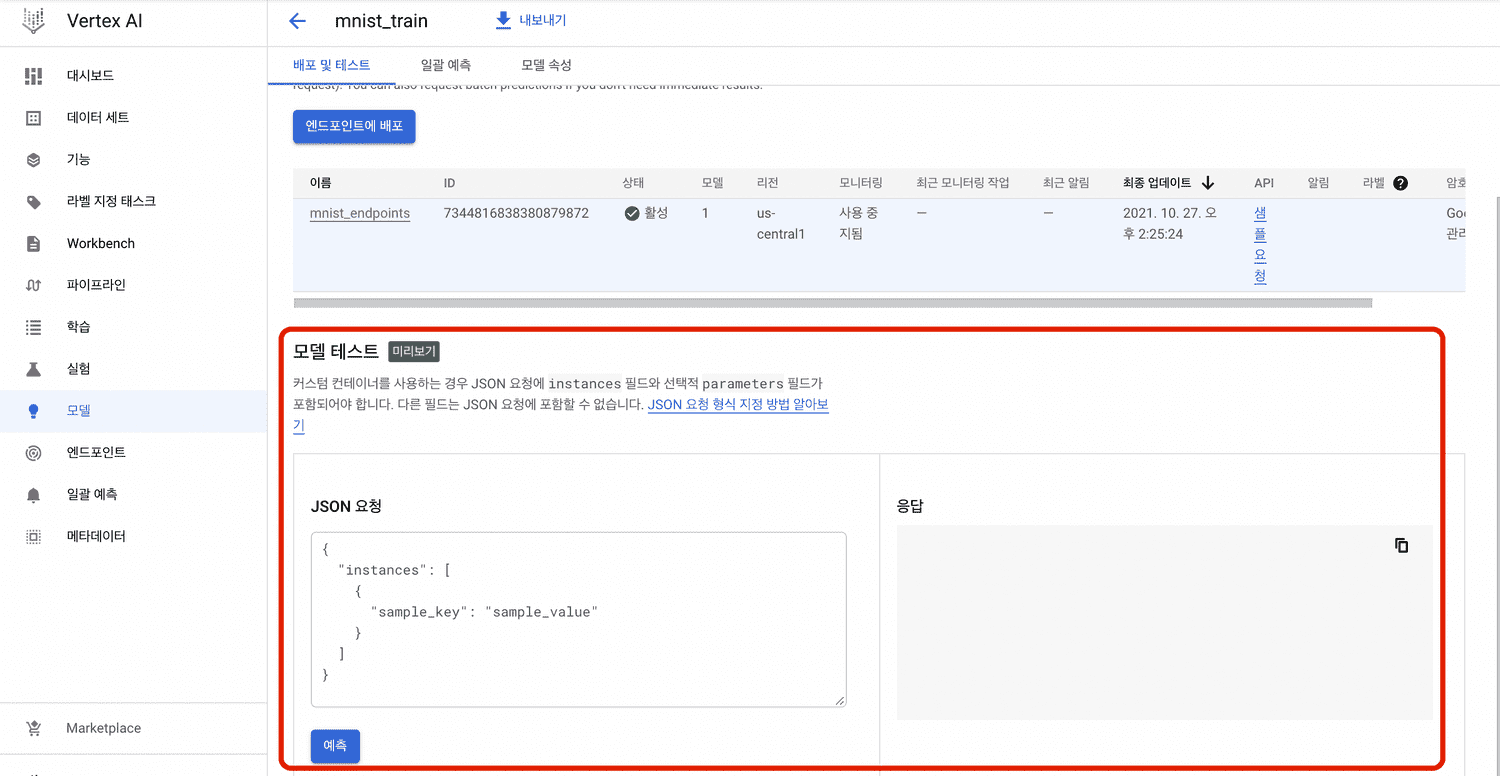 Vertex AI
mnist_train
내보내기
대시보드
데이터 세트
기능
라벨 지정 태스크
Workbench
파이프라인
학습
실험
모델
엔드포인트
일괄 예측
메타데이터
Marketplace
배포 및 테스트 일괄 예측 모델 속성
request). You can also request batch predictions if you don't need immediate results.
엔드포인트에 배포
이름 ID 상태 모델 리전 모니터링 최근 모니터링 작업 최근 알림 최종 업데이트 API 알림 라벨 암호
mnist_endpoints 7344816838380879872 활성 1 us- 사용 중 — — 2021. 10. 27. 오 샘
central1 지됨 후 2:25:24 플
관리
요
청
모델 테스트 미리보기
커스텀 컨테이너를 사용하는 경우 JSON 요청에 instances 필드와 선택적 parameters 필드가
포함되어야 합니다. 다른 필드는 JSON 요청에 포함할 수 없습니다. JSON 요청 형식 지정 방법 알아보
기
JSON 요청
{
"instances": [
{
"sample_key": "sample_value"
}
]
}
예측
응답